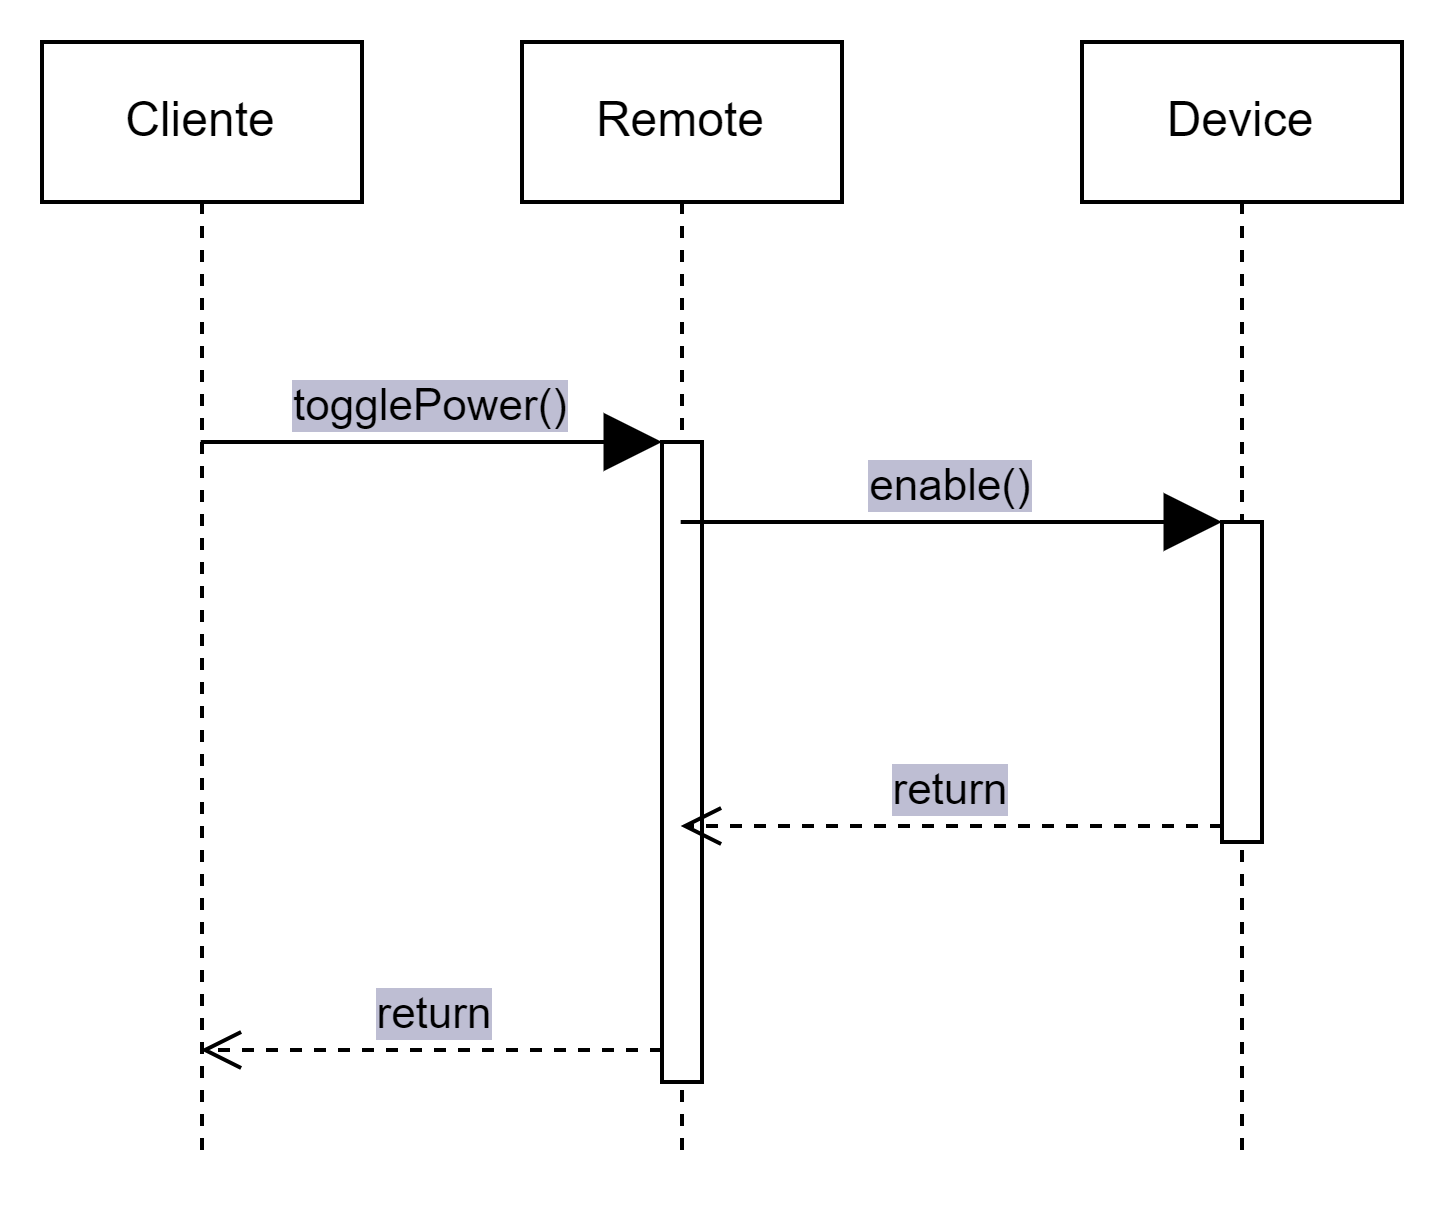 Cliente
Remote
Device
togglePower()
enable()
return
return